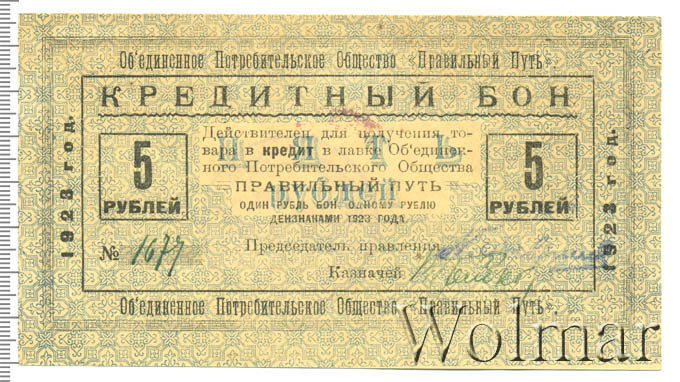 Об'единенное Потребительское Общество «Правильный Путь».
КРЕДИТНЫЙ БОН
1923 год.
5
РУБЛЕЙ
ПЯТЬ
рублей
Действителен для получения то-
вара в кредит в лавке Об'единен-
ного Потребительского Общества
— ПРАВИЛЬНЫЙ ПУТЬ —
ОДИН РУБЛЬ БОН - ОДНОМУ РУБЛЮ
ДЕНЗНАКАМИ 1923 ГОДА.
5
РУБЛЕЙ
1923 год.
№ 1677
Председатель правления
Казначей
Об'единенное Потребительское Общество «Правильный Путь».
Wolmar